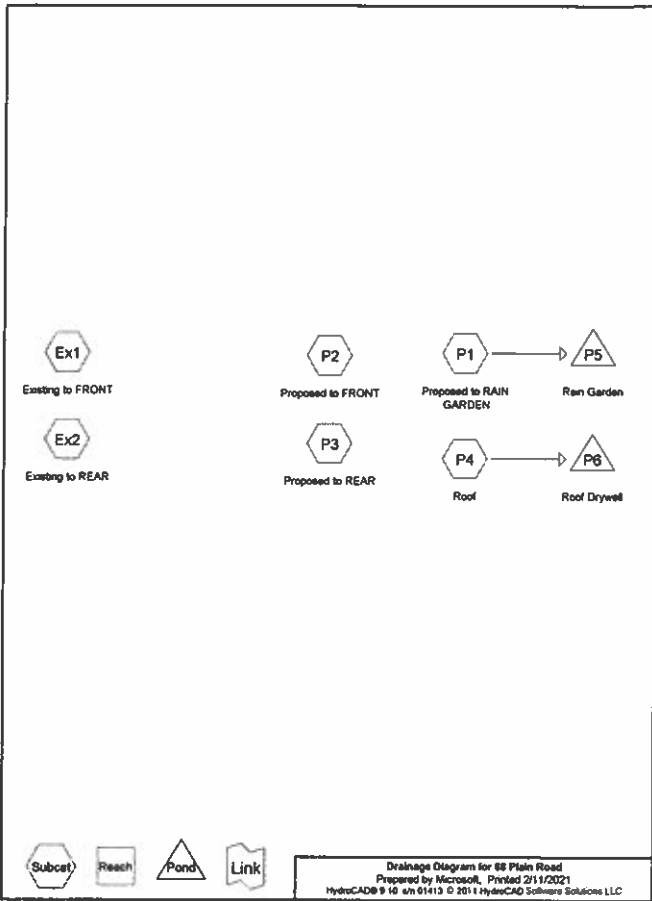 Ex1
Existing to FRONT
P2
Proposed to FRONT
P1
Proposed to RAIN
GARDEN
P5
Rain Garden
Ex2
Existing to REAR
P3
Proposed to REAR
P4
Roof
P6
Roof Drywell
Subcat
Reach
Pond
Link
Drainage Diagram for 68 Plain Road
Prepared by Microsoft, Printed 2/11/2021
HydroCAD® 9.10 s/n 01413 © 2011 HydroCAD Software Solutions LLC